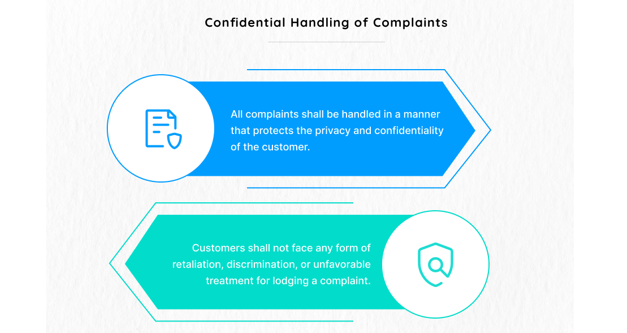 Confidential Handling of Complaints
All complaints shall be handled in a manner
that protects the privacy and confidentiality
of the customer.
Customers shall not face any form of
retaliation, discrimination, or unfavorable
treatment for lodging a complaint.